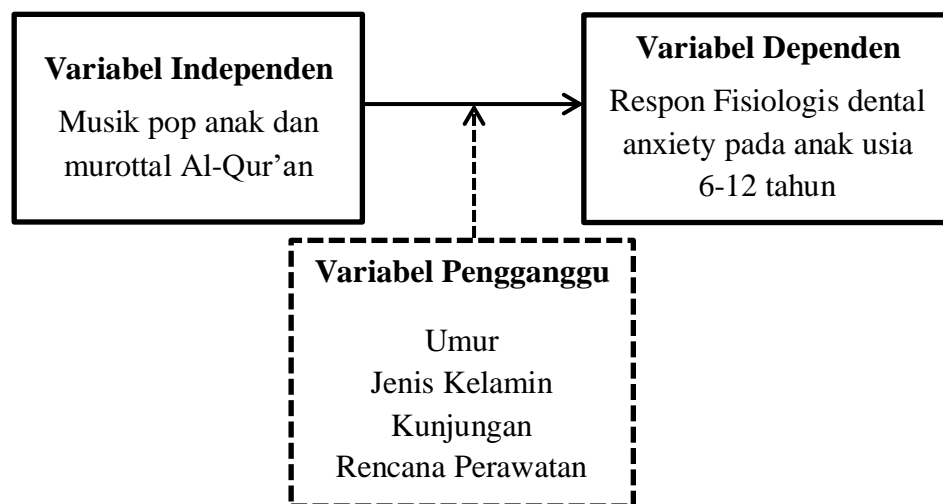 Variabel Independen
Musik pop anak dan
murottal Al-Qur’an
Variabel Dependen
Respon Fisiologis dental
anxiety pada anak usia
6-12 tahun
Variabel Pengganggu
Umur
Jenis Kelamin
Kunjungan
Rencana Perawatan